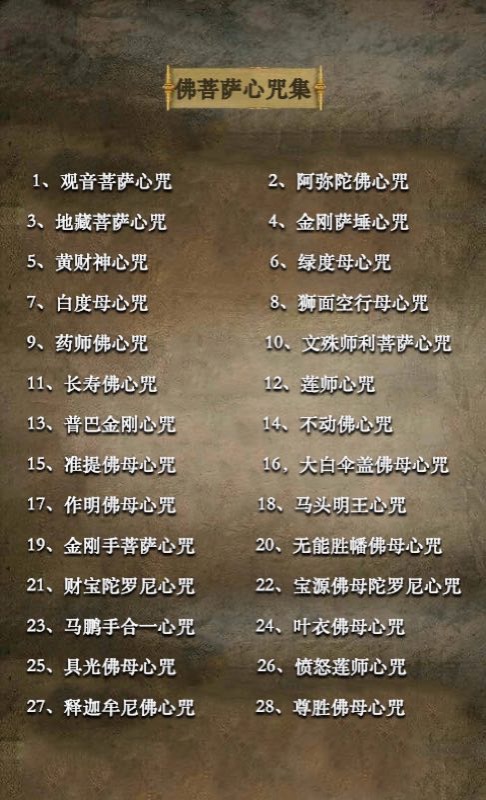 佛菩萨心咒集
1、观音菩萨心咒 2、阿弥陀佛心咒
3、地藏菩萨心咒 4、金刚萨埵心咒
5、黄财神心咒 6、绿度母心咒
7、白度母心咒 8、狮面空行母心咒
9、药师佛心咒 10、文殊师利菩萨心咒
11、长寿佛心咒 12、莲师心咒
13、普巴金刚心咒 14、不动佛心咒
15、准提佛母心咒 16，大白伞盖佛母心咒
17、作明佛母心咒 18、马头明王心咒
19、金刚手菩萨心咒 20、无能胜幡佛母心咒
21、财宝陀罗尼心咒 22、宝源佛母陀罗尼心咒
23、马鹏手合一心咒 24、叶衣佛母心咒
25、具光佛母心咒 26、愤怒莲师心咒
27、释迦牟尼佛心咒 28、尊胜佛母心咒